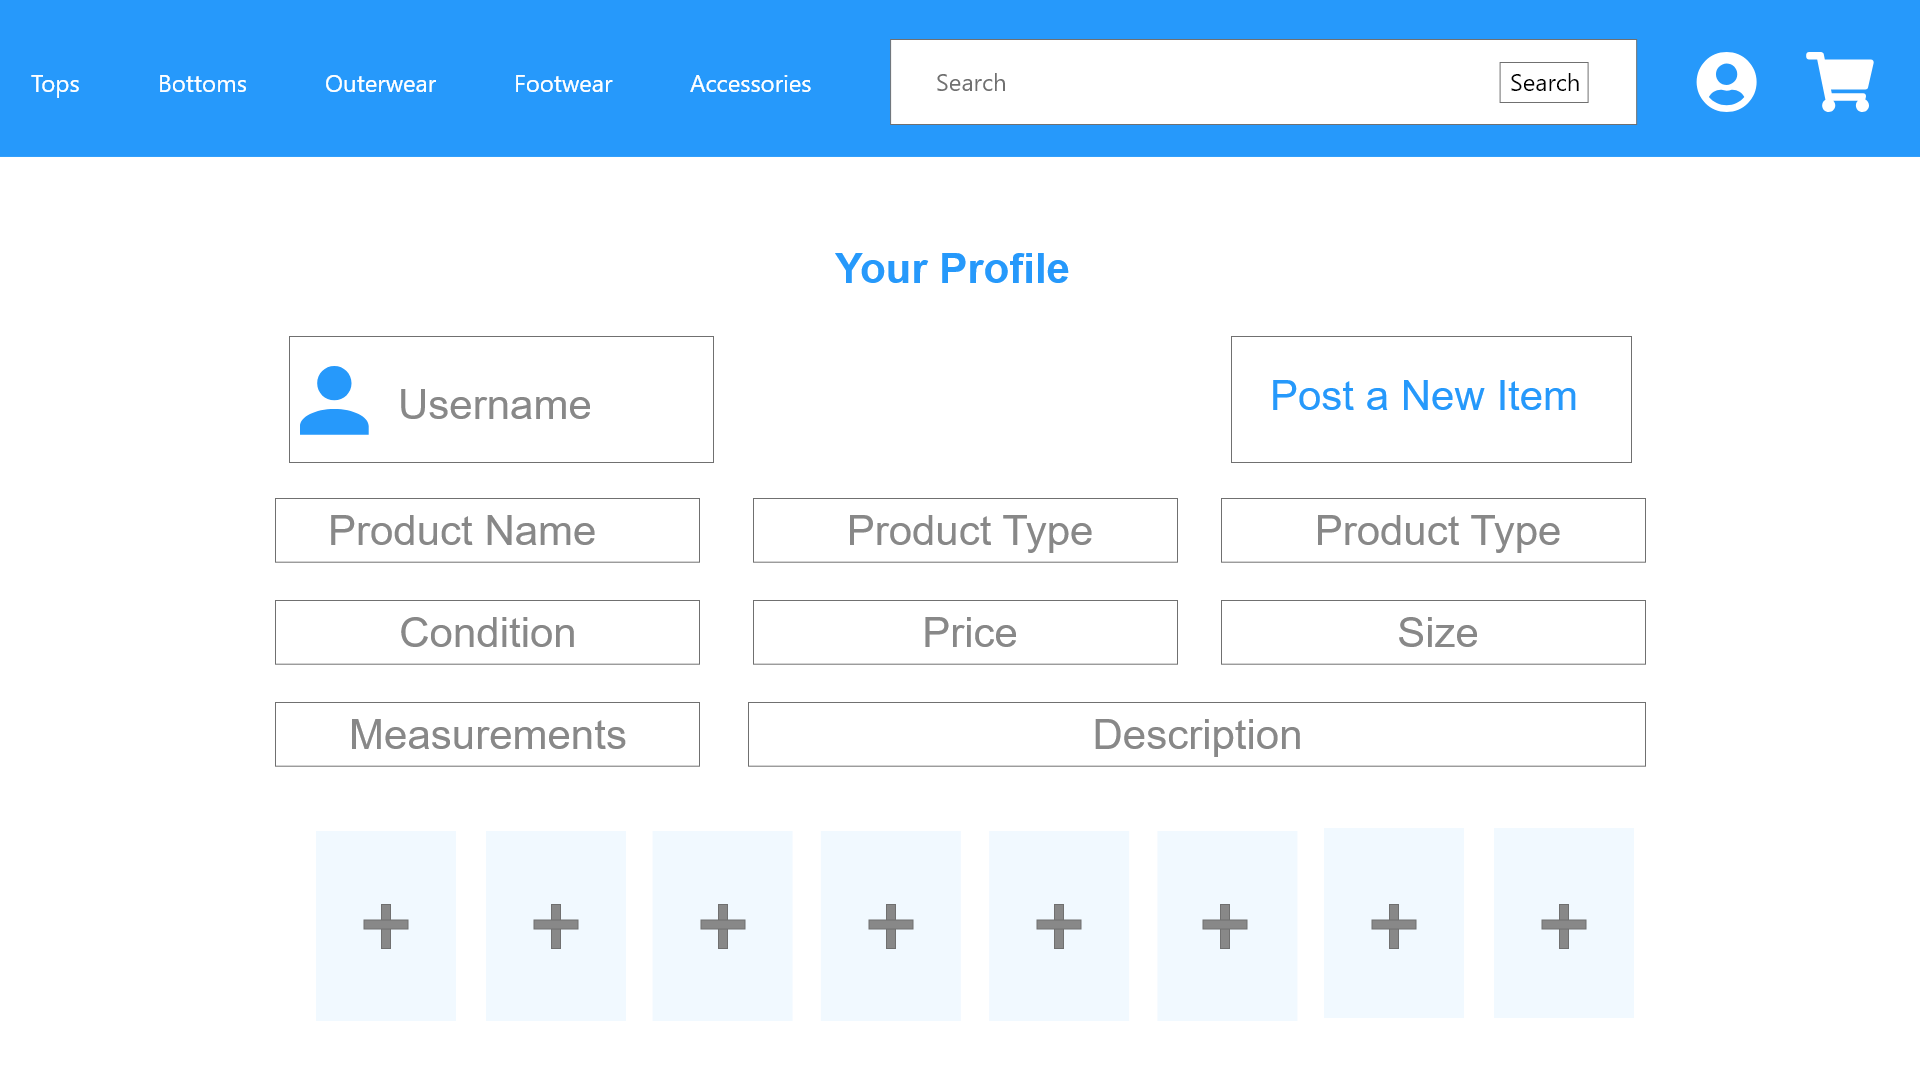 Tops Bottoms Outerwear Footwear Accessories Search Search
Your Profile
Username Post a New Item
Product Name Product Type Product Type
Condition Price Size
Measurements Description